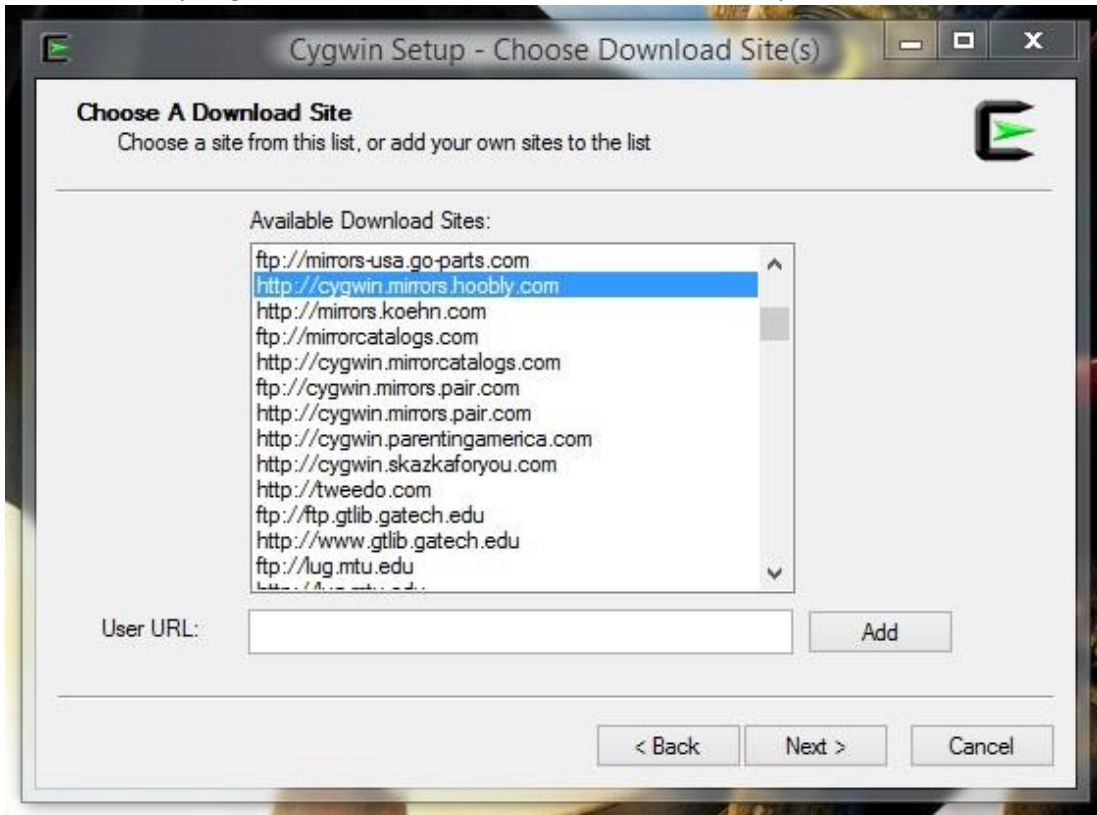 Cygwin Setup - Choose Download Site(s)
Choose A Download Site
Choose a site from this list, or add your own sites to the list
Available Download Sites:
ftp://mirrors-usa.go-parts.com
http://cygwin.mirrors.hoobly.com
http://mirrors.koehn.com
ftp://mirrorcatalogs.com
http://cygwin.mirrorcatalogs.com
ftp://cygwin.mirrors.pair.com
http://cygwin.mirrors.pair.com
http://cygwin.parentingamerica.com
http://cygwin.skazkaforyou.com
http://tweedo.com
ftp://ftp.gtlib.gatech.edu
http://www.gtlib.gatech.edu
ftp://lug.mtu.edu
User URL:
Add
< Back
Next >
Cancel